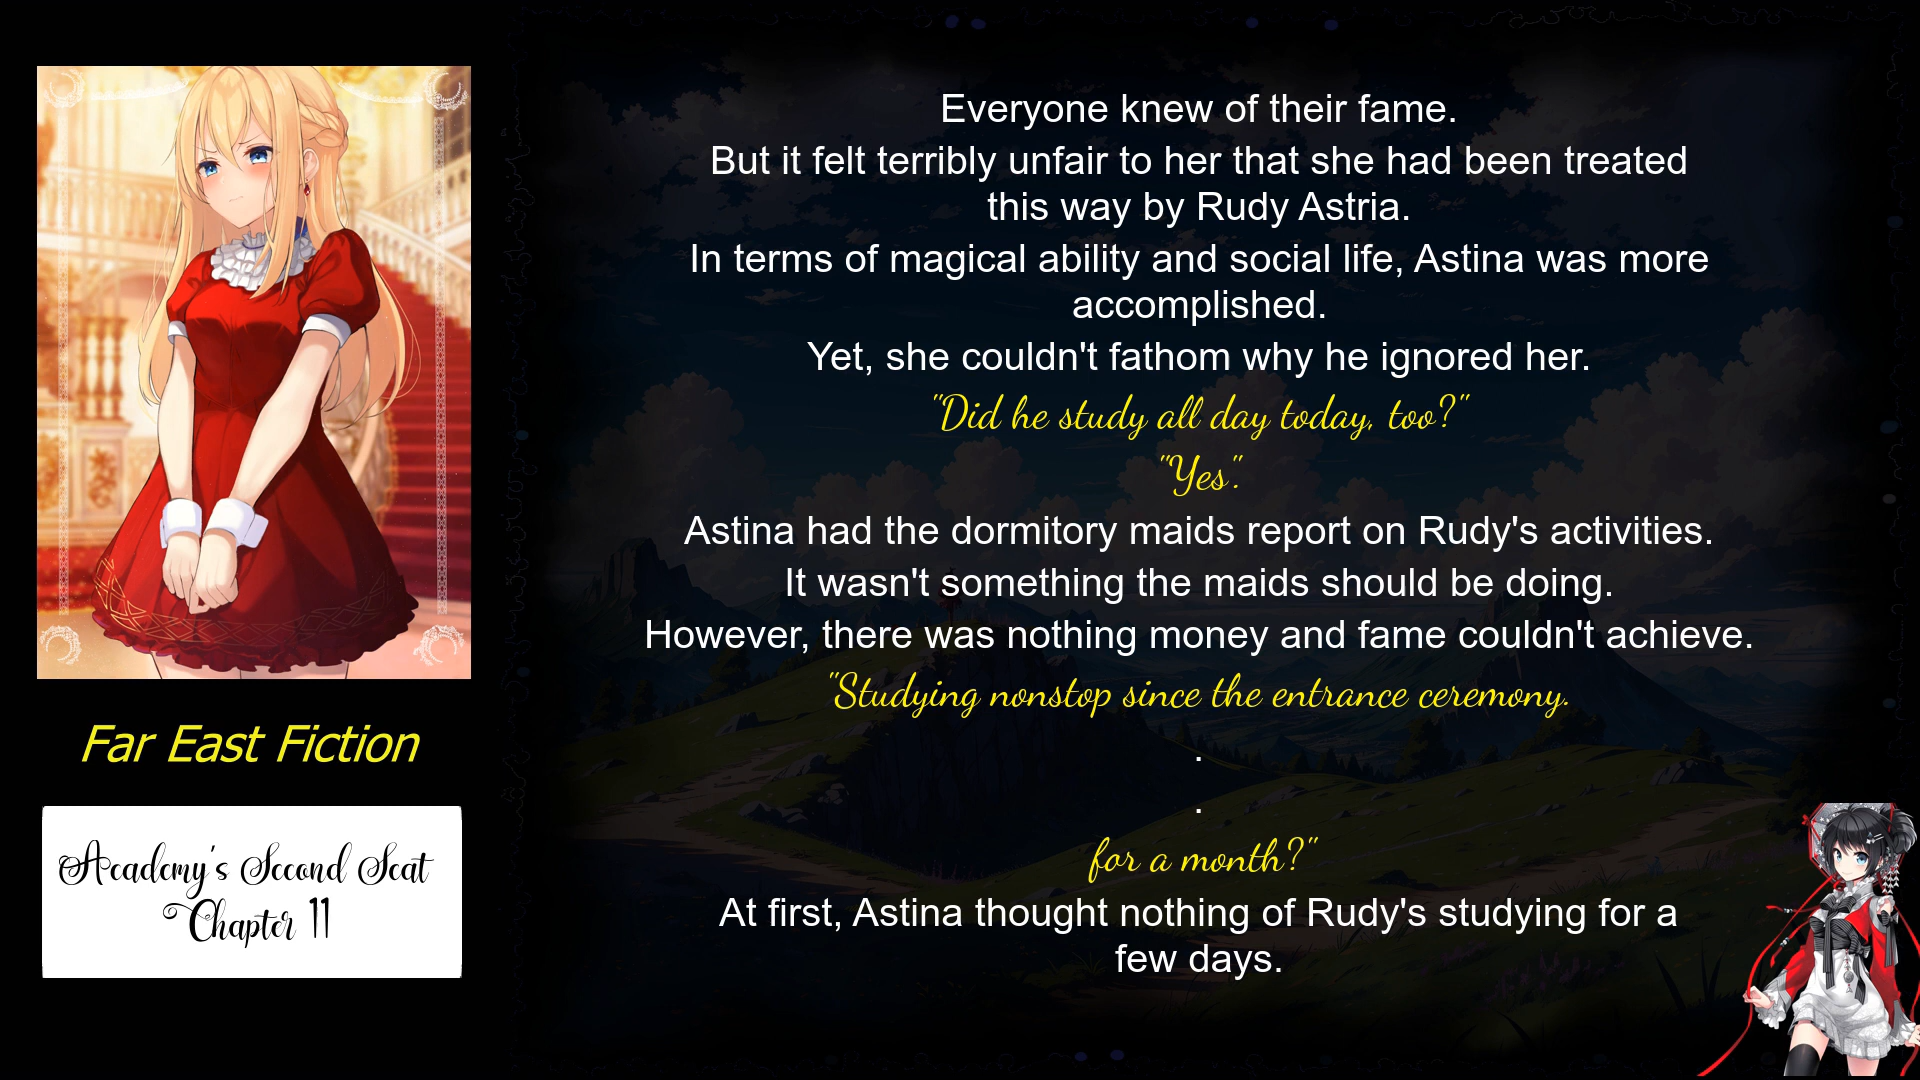 Everyone knew of their fame.
But it felt terribly unfair to her that she had been treated
this way by Rudy Astria.
In terms of magical ability and social life, Astina was more
accomplished.
Yet, she couldn't fathom why he ignored her.
"Did he study all day today, too?"
"Yes".
Astina had the dormitory maids report on Rudy's activities.
It wasn't something the maids should be doing.
However, there was nothing money and fame couldn't achieve.
"Studying nonstop since the entrance ceremony.
.
.
for a month?"
At first, Astina thought nothing of Rudy's studying for a
few days.
Far East Fiction
Academy's Second Seat
Chapter 11